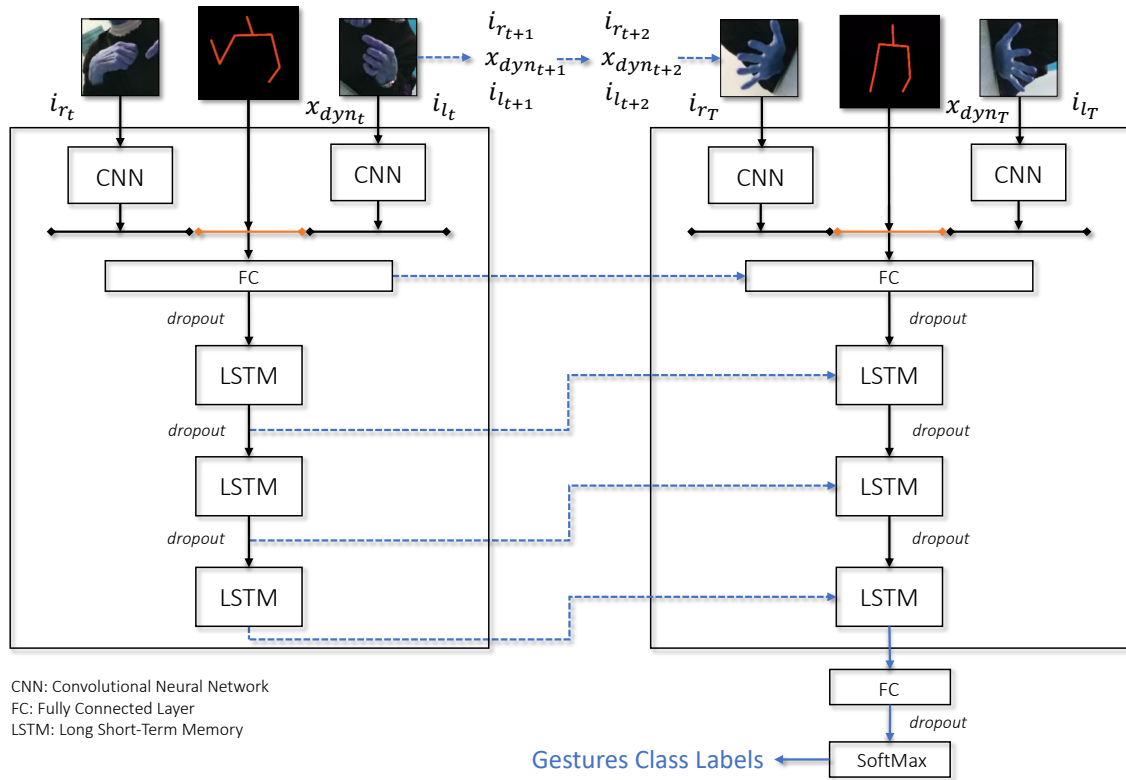 i_{r_{t+1}} i_{r_{t+2}}
x_{dyn_{t+1}} x_{dyn_{t+2}}
i_{r_t} x_{dyn_t} i_{l_t} i_{l_{t+1}} i_{l_{t+2}} i_{r_T} x_{dyn_T} i_{l_T}
CNN CNN CNN CNN
FC FC
dropout dropout
LSTM LSTM
dropout dropout
LSTM LSTM
dropout dropout
LSTM LSTM
CNN: Convolutional Neural Network
FC: Fully Connected Layer
LSTM: Long Short-Term Memory
FC
dropout
Gestures Class Labels SoftMax